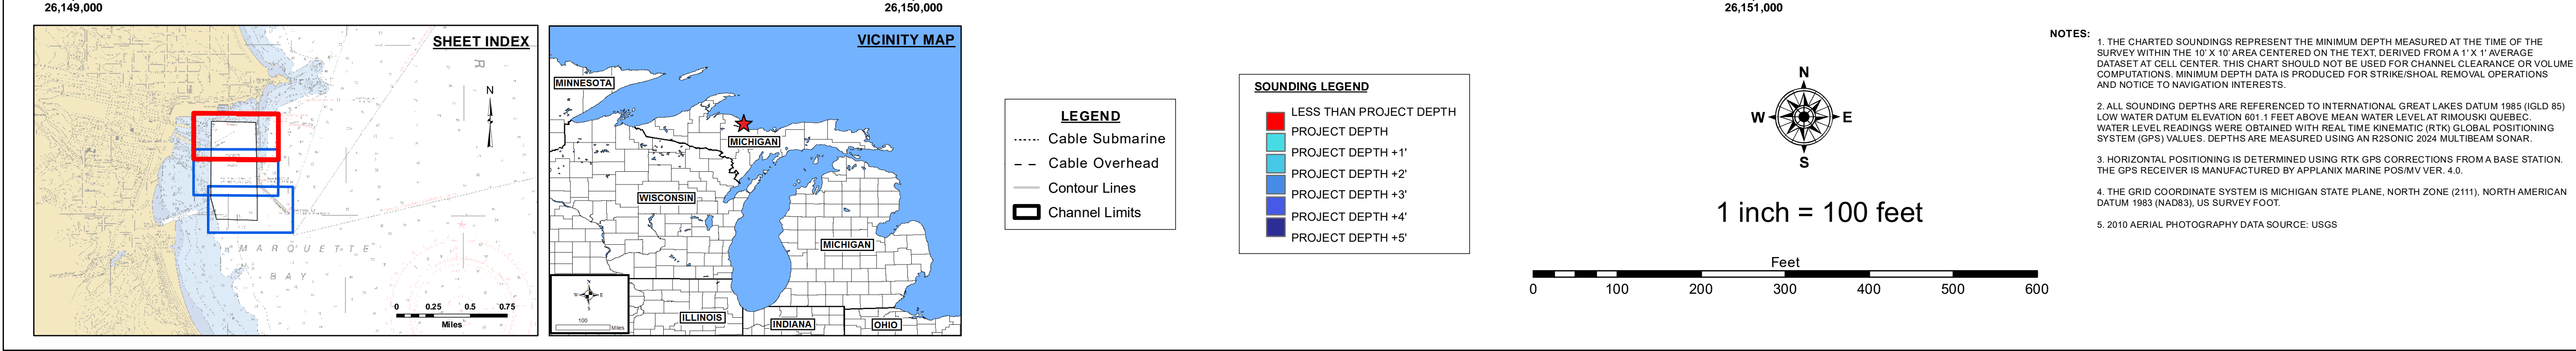 26,149,000
26,150,000
26,151,000
SHEET INDEX
N
R
MARQUETTE
BAY
0 0.25 0.5 0.75
Miles
VICINITY MAP
MINNESOTA
MICHIGAN
WISCONSIN
MICHIGAN
ILLINOIS
INDIANA
OHIO
N
W E
S
100
Miles
LEGEND
Cable Submarine
Cable Overhead
Contour Lines
Channel Limits
SOUNDING LEGEND
LESS THAN PROJECT DEPTH
PROJECT DEPTH
PROJECT DEPTH +1'
PROJECT DEPTH +2'
PROJECT DEPTH +3'
PROJECT DEPTH +4'
PROJECT DEPTH +5'
N
W E
S
1 inch = 100 feet
Feet
0 100 200 300 400 500 600
NOTES:
1. THE CHARTED SOUNDINGS REPRESENT THE MINIMUM DEPTH MEASURED AT THE TIME OF THE
SURVEY WITHIN THE 10' X 10' AREA CENTERED ON THE TEXT, DERIVED FROM A 1' X 1' AVERAGE
DATASET AT CELL CENTER. THIS CHART SHOULD NOT BE USED FOR CHANNEL CLEARANCE OR VOLUME
COMPUTATIONS. MINIMUM DEPTH DATA IS PRODUCED FOR STRIKE/SHOAL REMOVAL OPERATIONS
AND NOTICE TO NAVIGATION INTERESTS.
2. ALL SOUNDING DEPTHS ARE REFERENCED TO INTERNATIONAL GREAT LAKES DATUM 1985 (IGLD 85)
LOW WATER DATUM ELEVATION 601.1 FEET ABOVE MEAN WATER LEVEL AT RIMOUSKI QUEBEC.
WATER LEVEL READINGS WERE OBTAINED WITH REAL TIME KINEMATIC (RTK) GLOBAL POSITIONING
SYSTEM (GPS) VALUES. DEPTHS ARE MEASURED USING AN R2SONIC 2024 MULTIBEAM SONAR.
3. HORIZONTAL POSITIONING IS DETERMINED USING RTK GPS CORRECTIONS FROM A BASE STATION.
THE GPS RECEIVER IS MANUFACTURED BY APPLANIX MARINE POS/MV VER. 4.0.
4. THE GRID COORDINATE SYSTEM IS MICHIGAN STATE PLANE, NORTH ZONE (2111), NORTH AMERICAN
DATUM 1983 (NAD83), US SURVEY FOOT.
5. 2010 AERIAL PHOTOGRAPHY DATA SOURCE: USGS